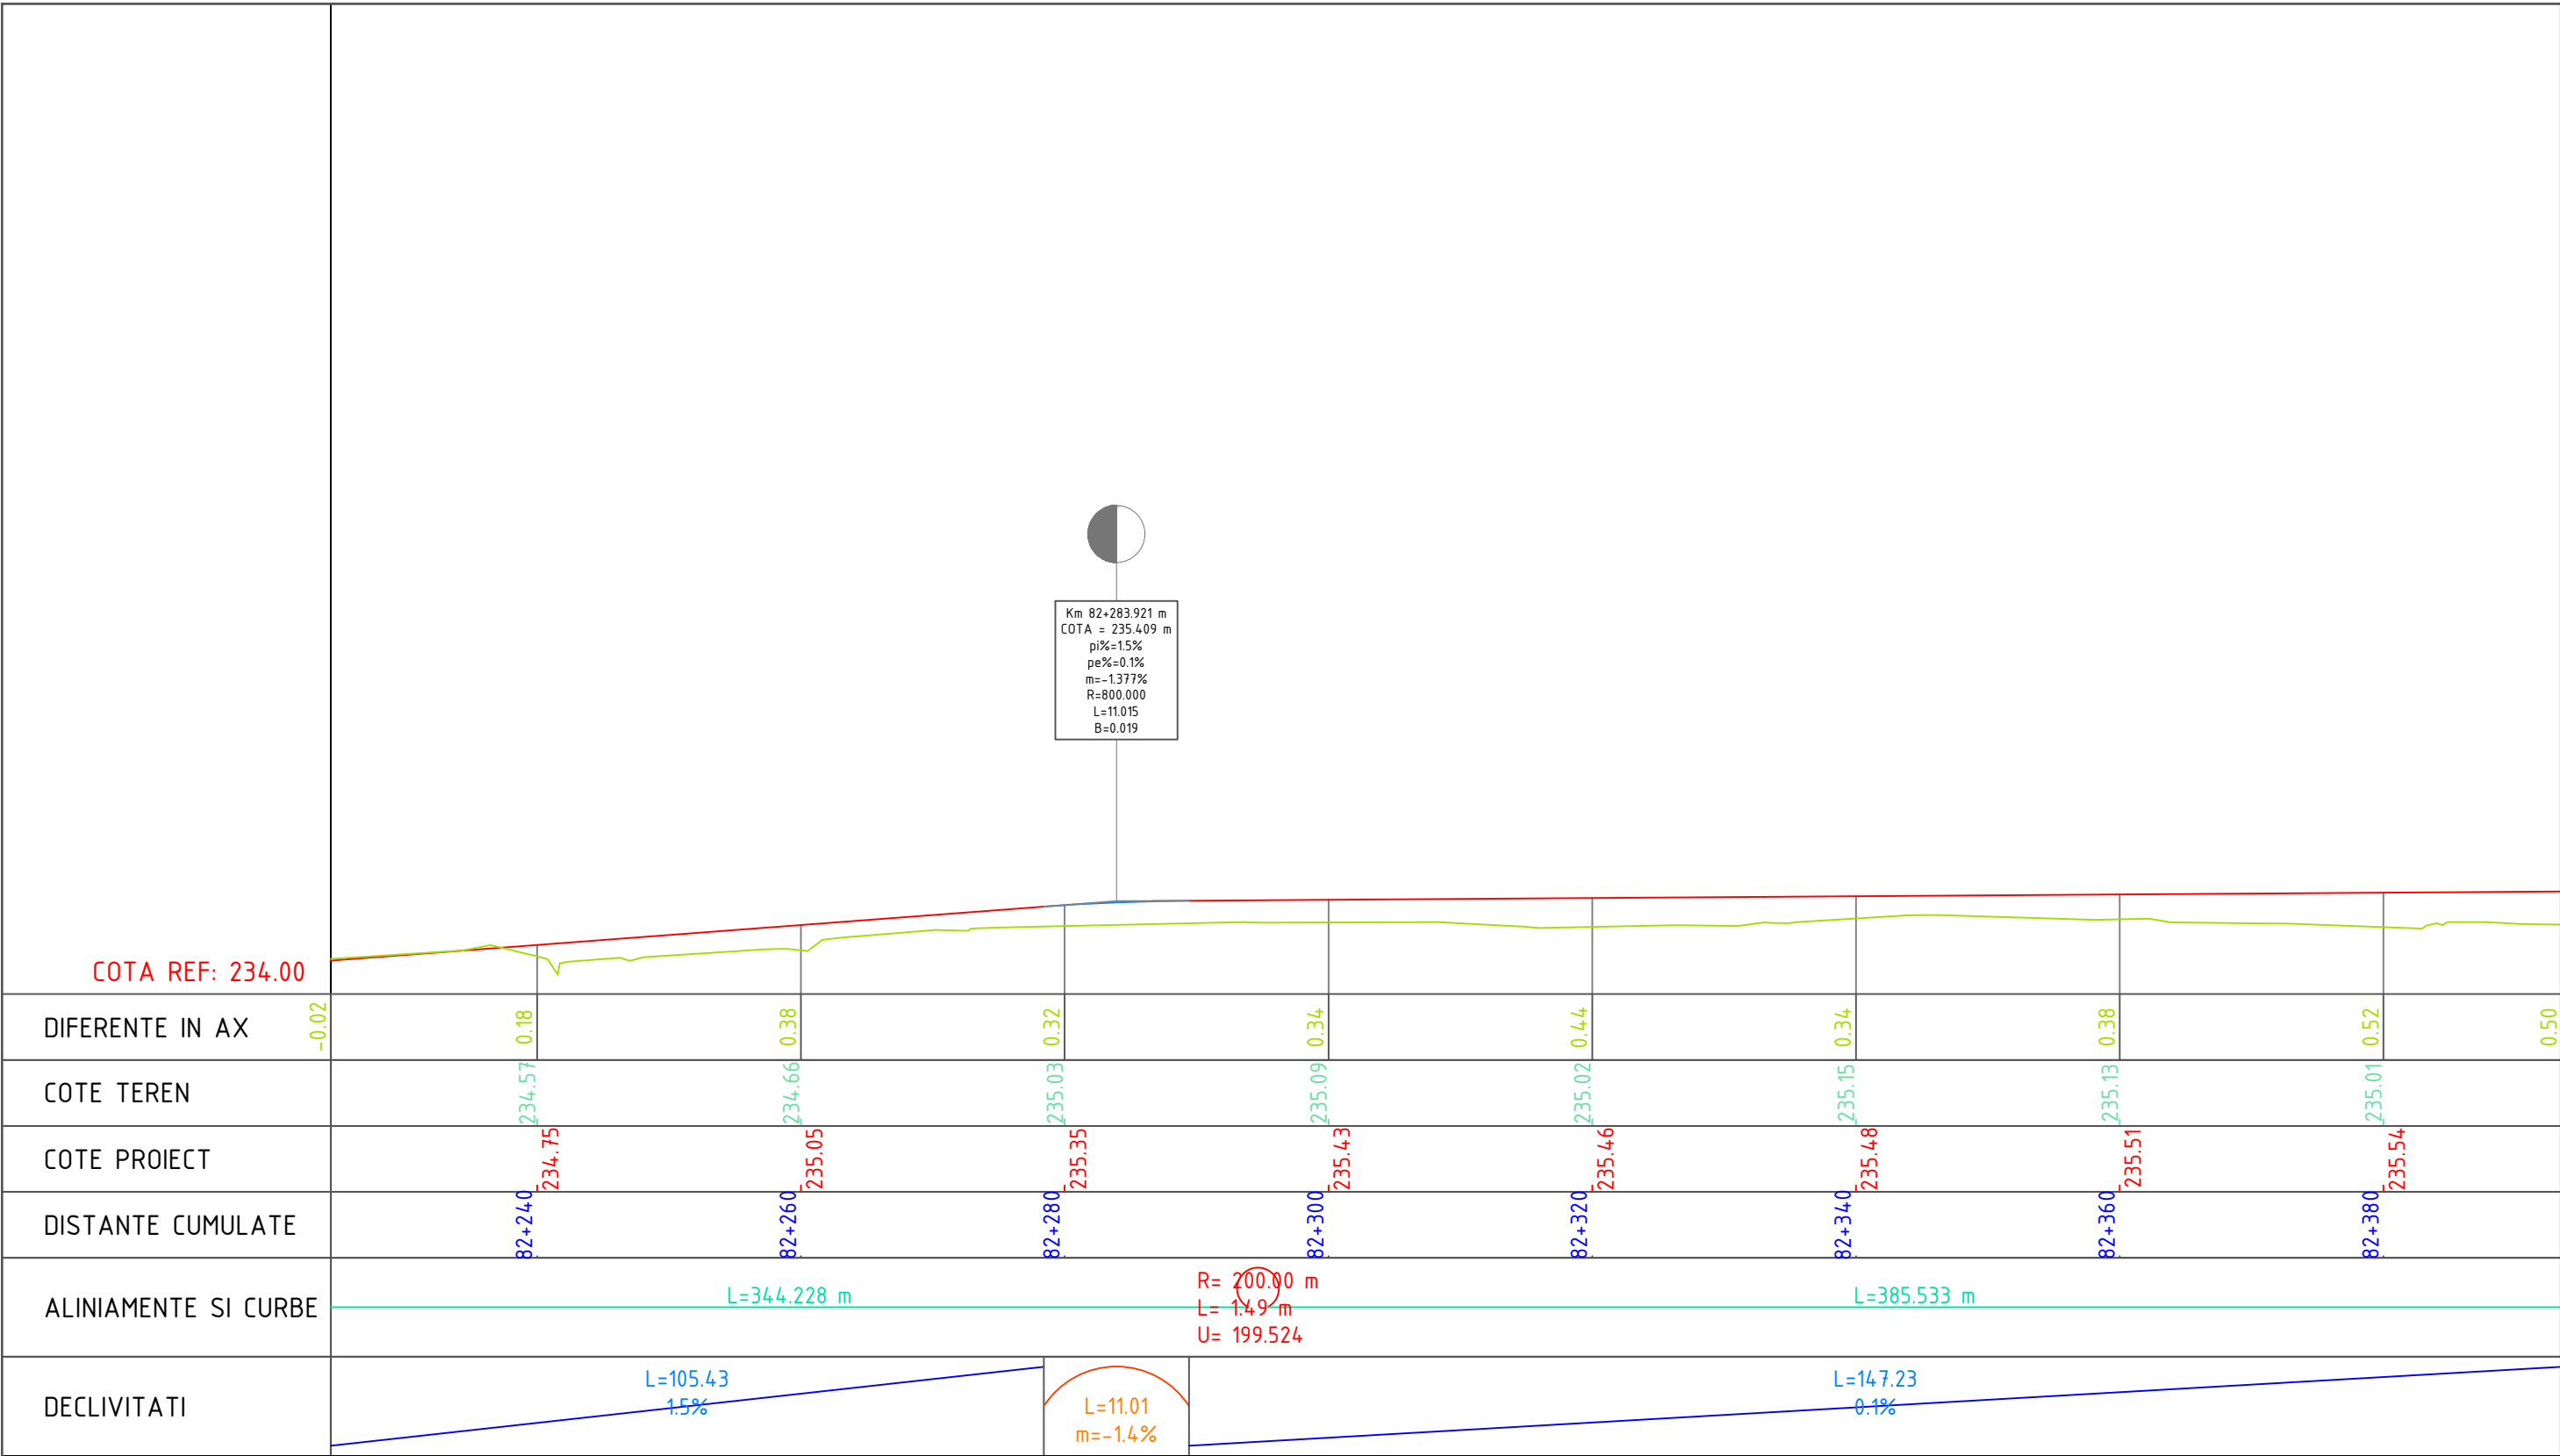 Km 82+283.921 m
COTA = 235.409 m
pi%=1.5%
pe%=0.1%
m=-1.377%
R=800.000
L=11.015
B=0.019
COTA REF: 234.00
DIFERENTE IN AX
-0.02
0.18
0.38
0.32
0.34
0.44
0.34
0.38
0.52
0.50
COTE TEREN
234.57
234.66
235.03
235.09
235.02
235.15
235.13
235.01
COTE PROIECT
234.75
235.05
235.35
235.43
235.46
235.48
235.51
235.54
DISTANTE CUMULATE
82+240
82+260
82+280
82+300
82+320
82+340
82+360
82+380
ALINIAMENTE SI CURBE
L=344.228 m
R= 200.00 m
L= 1.49 m
U= 199.524
L=385.533 m
DECLIVITATI
L=105.43
1.5%
L=11.01
m=-1.4%
L=147.23
0.1%